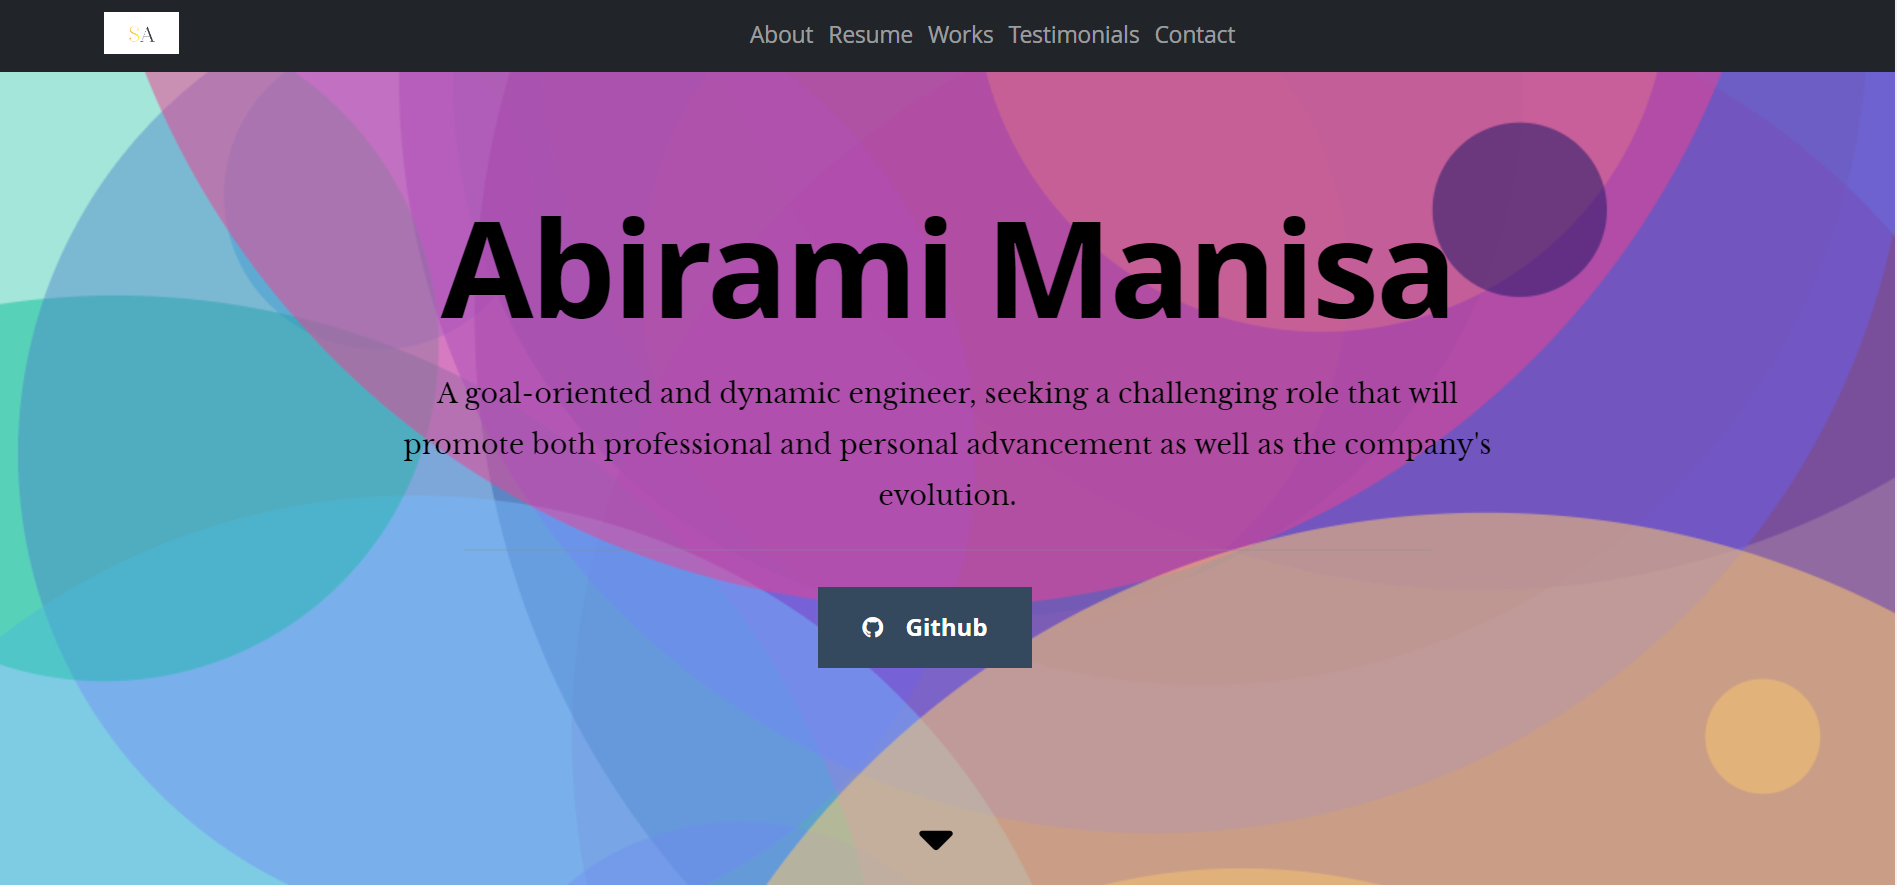 SA
About Resume Works Testimonials Contact
Abirami Manisa
A goal-oriented and dynamic engineer, seeking a challenging role that will
promote both professional and personal advancement as well as the company's
evolution.
Github